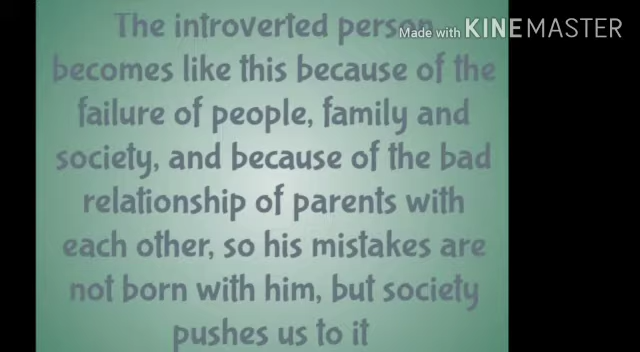 The introverted person
Made with KINEMASTER
becomes like this because of the
failure of people, family and
society, and because of the bad
relationship of parents with
each other, so his mistakes are
not born with him, but society
pushes us to it